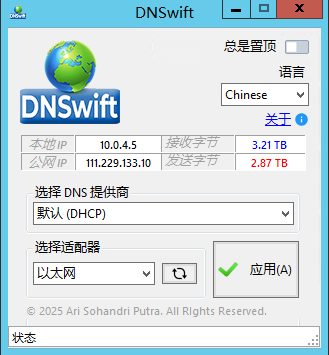 DNSwift
总是置顶
DNSwift
语言
Chinese
关于
本地 IP 10.0.4.5 接收字节 3.21 TB
公网 IP 111.229.133.10 发送字节 2.87 TB
选择 DNS 提供商
默认 (DHCP)
选择适配器
以太网
应用(A)
© 2025 Ari Sohandri Putra. All RIghts Reserved.
状态